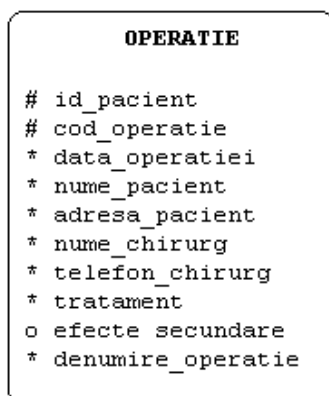 OPERATIE
# id_pacient
# cod_operatie
* data_operatiei
* nume_pacient
* adresa_pacient
* nume_chirurg
* telefon_chirurg
* tratament
o efecte secundare
* denumire_operatie